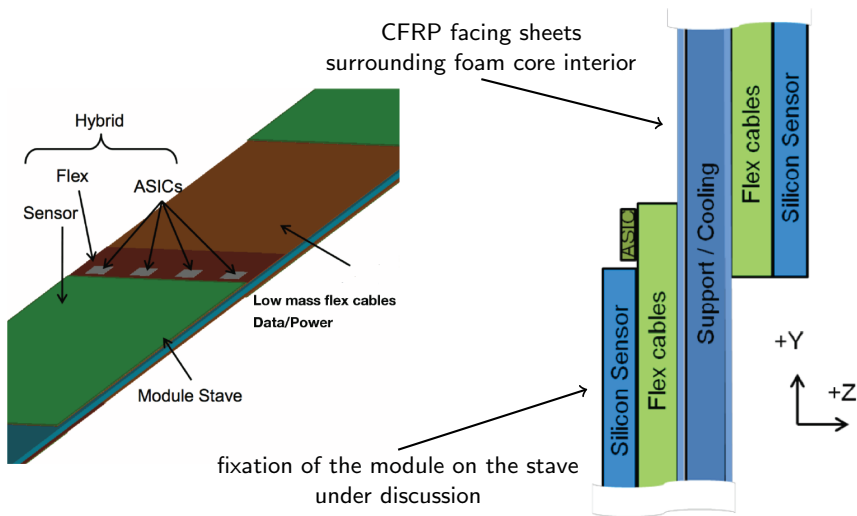 CFRP facing sheets
surrounding foam core interior
Hybrid
Flex
ASICs
Sensor
Low mass flex cables
Data/Power
Module Stave
ASIC
Silicon Sensor
Flex cables
Support / Cooling
Flex cables
Silicon Sensor
+Y
+Z
fixation of the module on the stave
under discussion